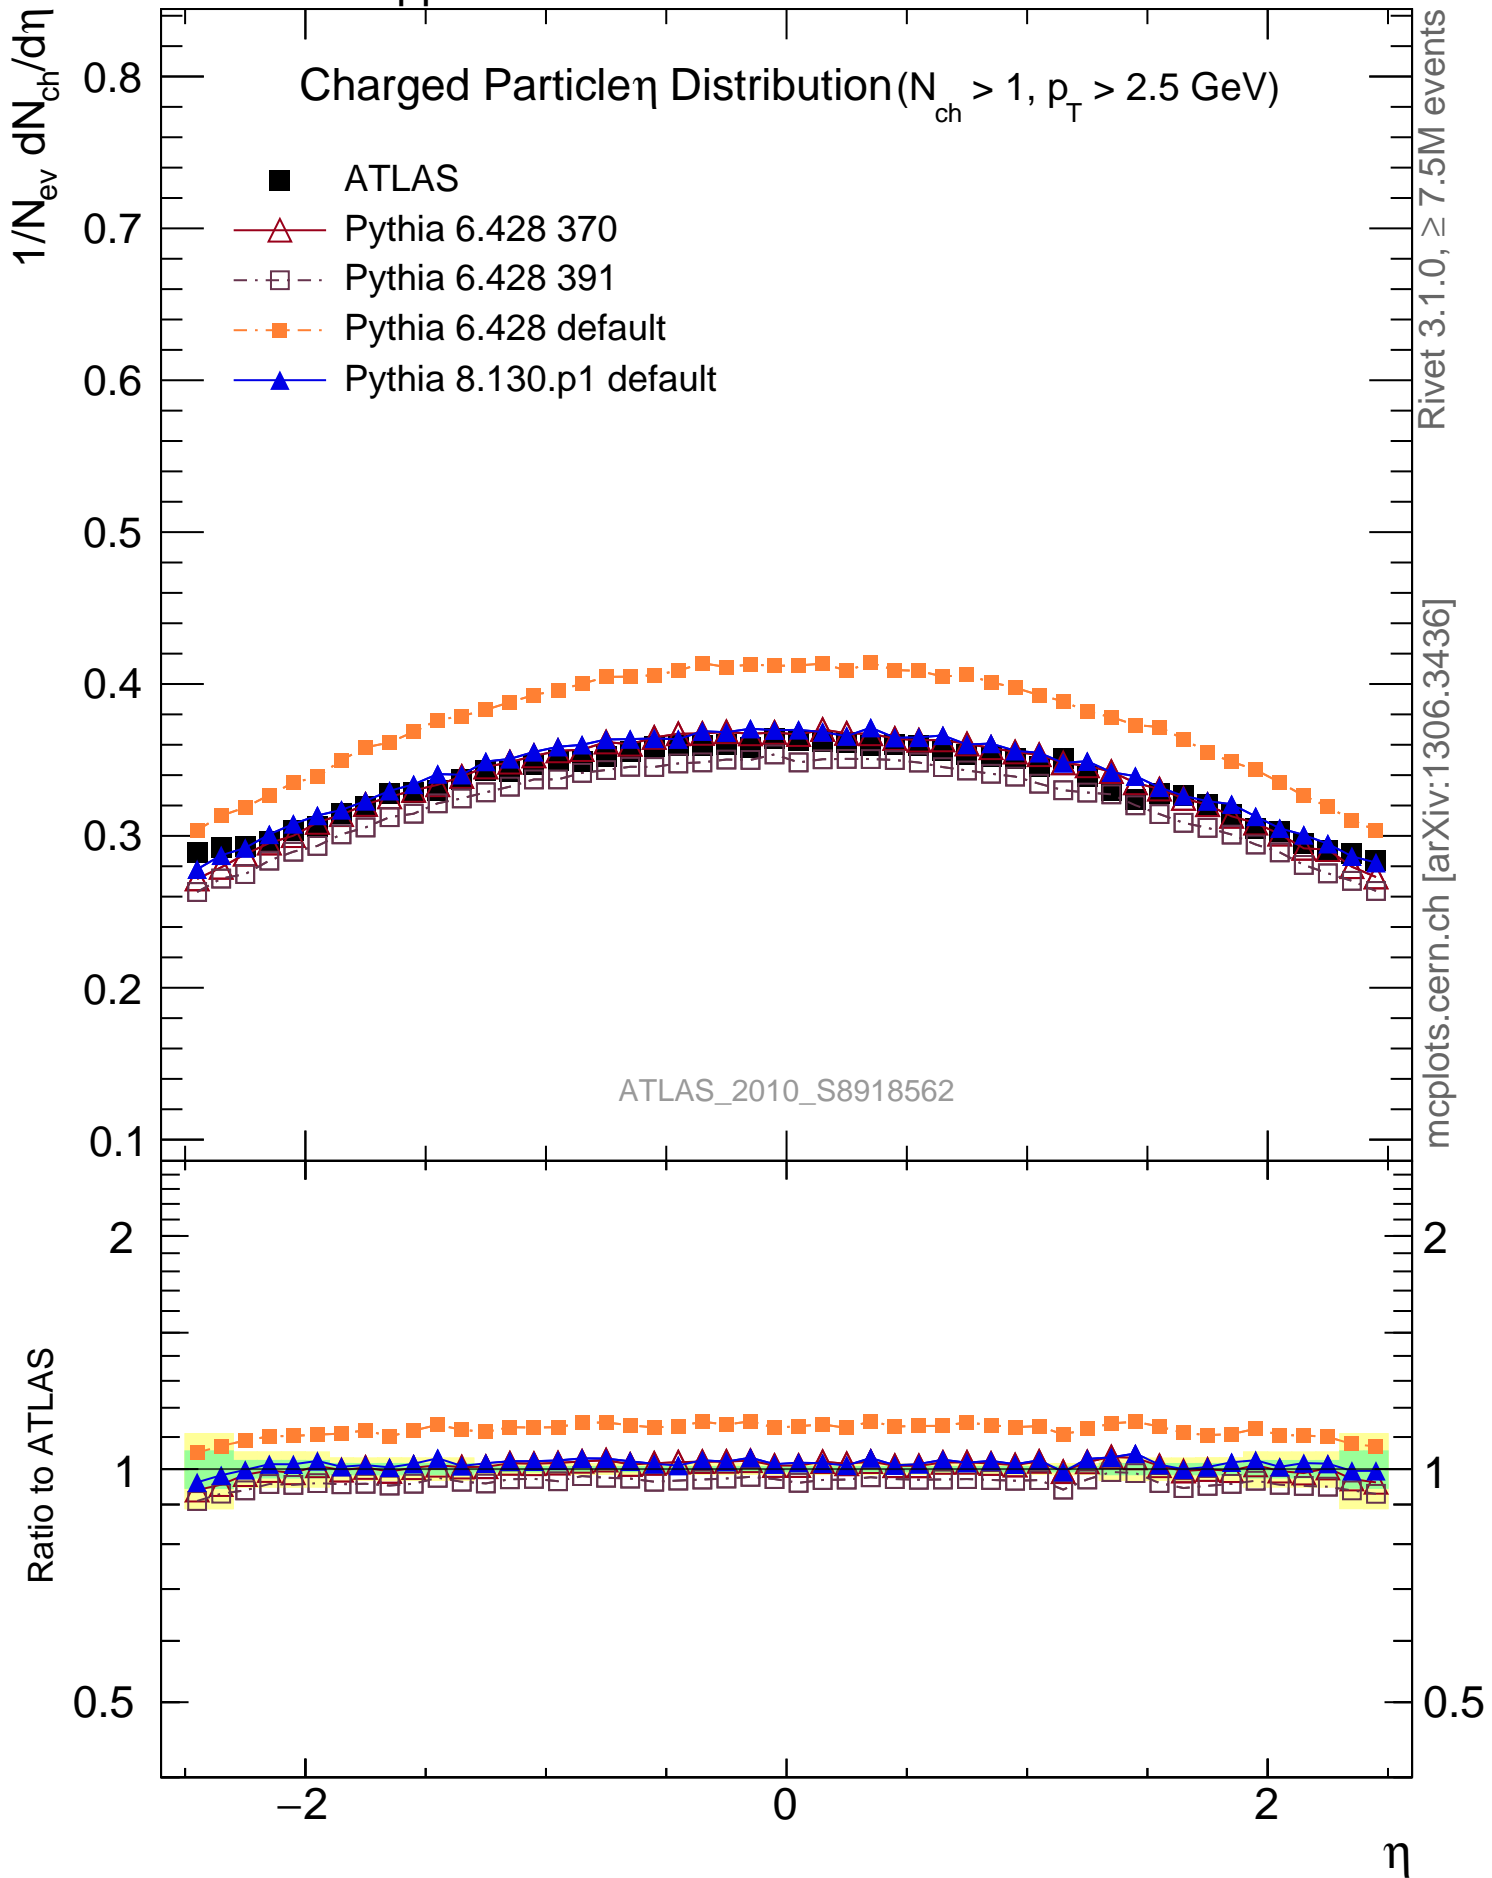 1/N_ev dN_ch/dη
Charged Particleη Distribution(N_ch > 1, p_T > 2.5 GeV)
ATLAS
Pythia 6.428 370
Pythia 6.428 391
Pythia 6.428 default
Pythia 8.130.p1 default
0.8
0.7
0.6
0.5
0.4
0.3
0.2
0.1
ATLAS_2010_S8918562
Rivet 3.1.0, ≥ 7.5M events
mcplots.cern.ch [arXiv:1306.3436]
Ratio to ATLAS
2
1
0.5
2
1
0.5
−2
0
2
η